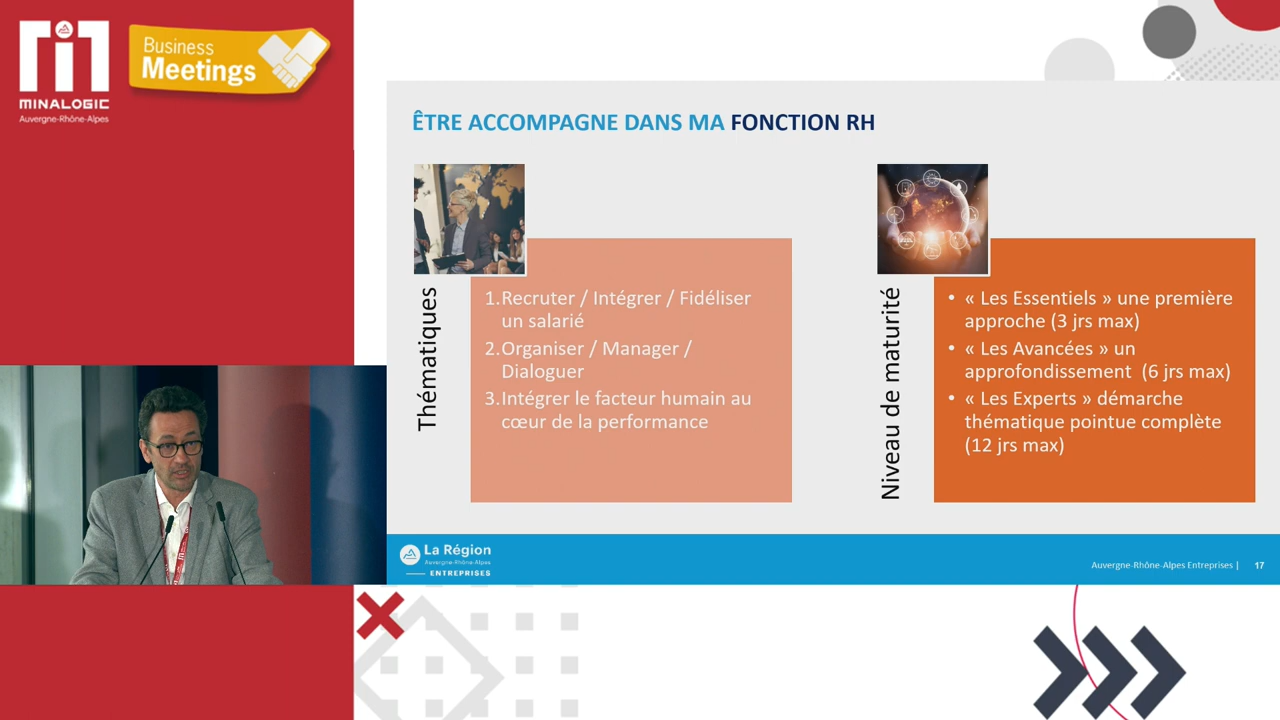 MINALOGIC
Auvergne-Rhône-Alpes
Business
Meetings
ÊTRE ACCOMPAGNE DANS MA FONCTION RH
Thématiques
1.Recruter / Intégrer / Fidéliser
un salarié
2.Organiser / Manager /
Dialoguer
3.Intégrer le facteur humain au
cœur de la performance
Niveau de maturité
• « Les Essentiels » une première
approche (3 jrs max)
• « Les Avancées » un
approfondissement (6 jrs max)
• « Les Experts » démarche
thématique pointue complète
(12 jrs max)
La Région
Auvergne-Rhône-Alpes
ENTREPRISES
Auvergne-Rhône-Alpes Entreprises | 17